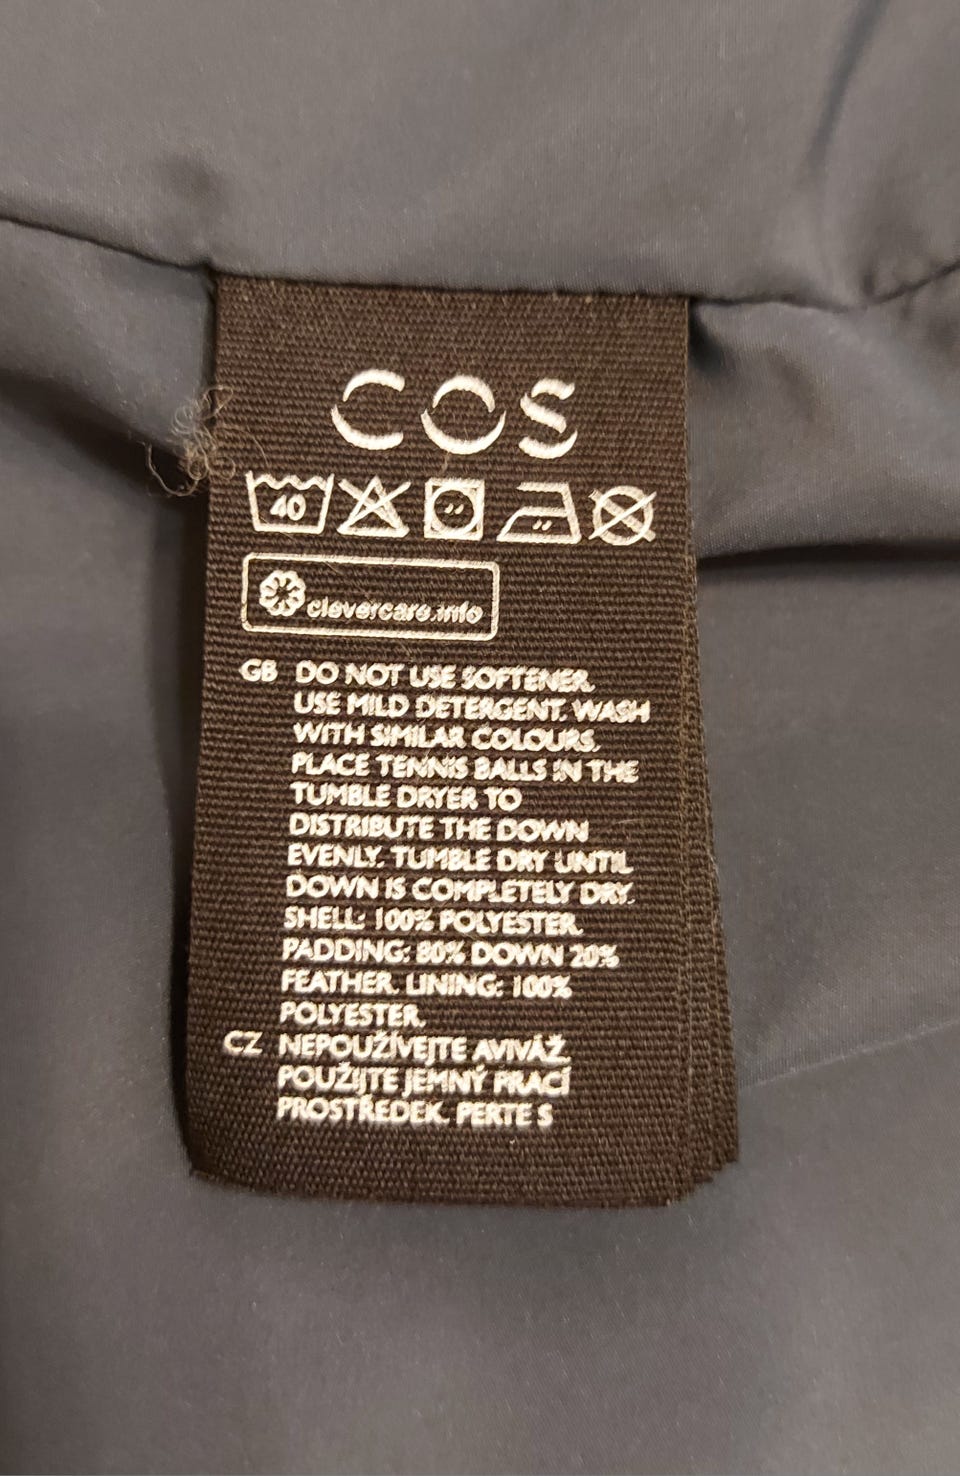 COS
40
clevercare.info
GB DO NOT USE SOFTENER.
USE MILD DETERGENT. WASH
WITH SIMILAR COLOURS.
PLACE TENNIS BALLS IN THE
TUMBLE DRYER TO
DISTRIBUTE THE DOWN
EVENLY. TUMBLE DRY UNTIL
DOWN IS COMPLETELY DRY.
SHELL: 100% POLYESTER.
PADDING: 80% DOWN 20%
FEATHER. LINING: 100%
POLYESTER.
CZ NEPOUŽÍVEJTE AVIVÁŽ.
POUŽIJTE JEMNÝ PRACÍ
PROSTŘEDEK. PERTE S